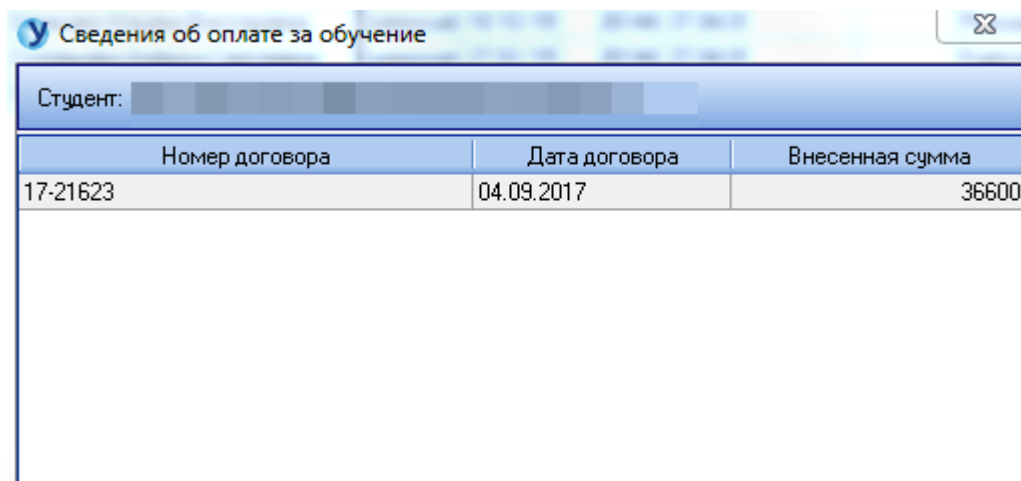 Сведения об оплате за обучение
Студент:
Номер договора Дата договора Внесенная сумма
17-21623 04.09.2017 36600